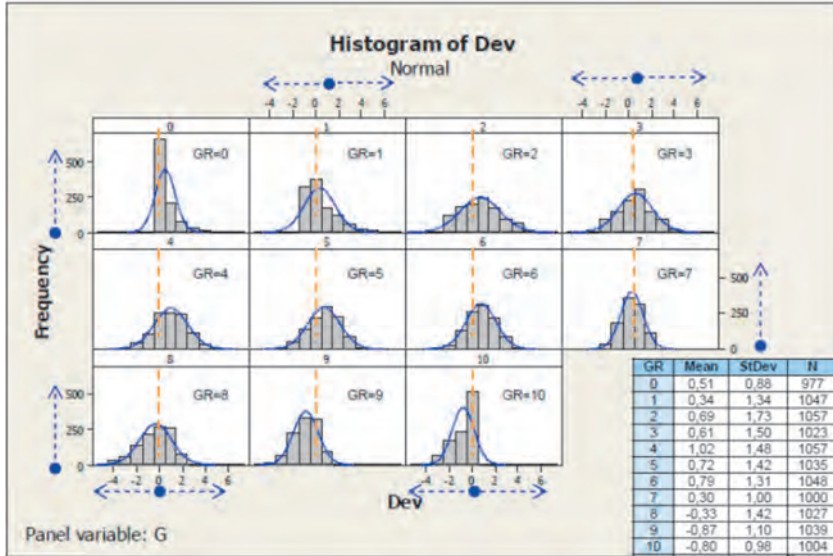 Histogram of Dev
Normal
-4 -2 0 2 4 6
-4 -2 0 2 4 6
0 1 2 3
GR=0 GR=1 GR=2 GR=3
500
250
0
4 5 6 7
GR=4 GR=5 GR=6 GR=7
500
250
0
Frequency
8 9 10
GR=8 GR=9 GR=10
500
250
0
-4 -2 0 2 4 6
-4 -2 0 2 4 6
Dev
Panel variable: G
GR Mean StDev N
0 0,51 0,88 977
1 0,34 1,34 1047
2 0,69 1,73 1057
3 0,61 1,50 1023
4 1,02 1,48 1057
5 0,72 1,42 1035
6 0,79 1,31 1048
7 0,30 1,00 1000
8 -0,33 1,42 1027
9 -0,87 1,10 1039
10 -0,80 0,98 1004